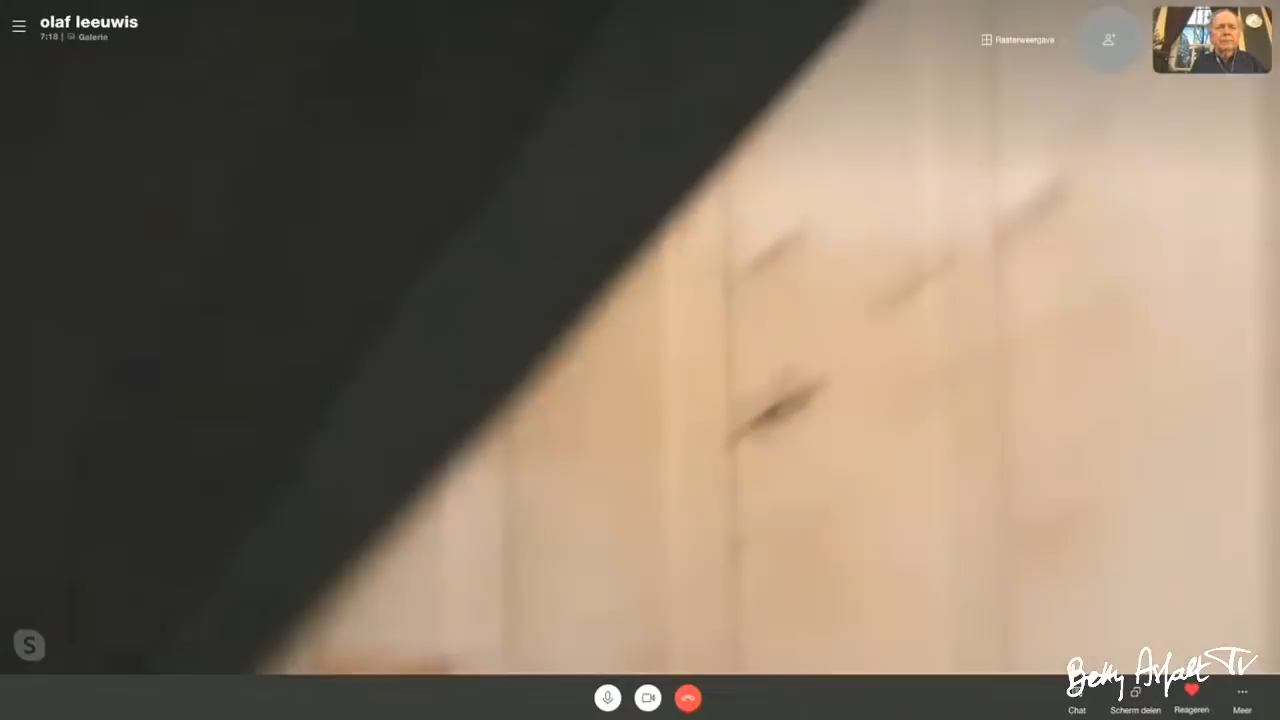 olaf leeuwis
7:18 | Galerie
Rasterweergave
S
Betty Asfalt Tv
Chat
Scherm delen
Reageren
Meer